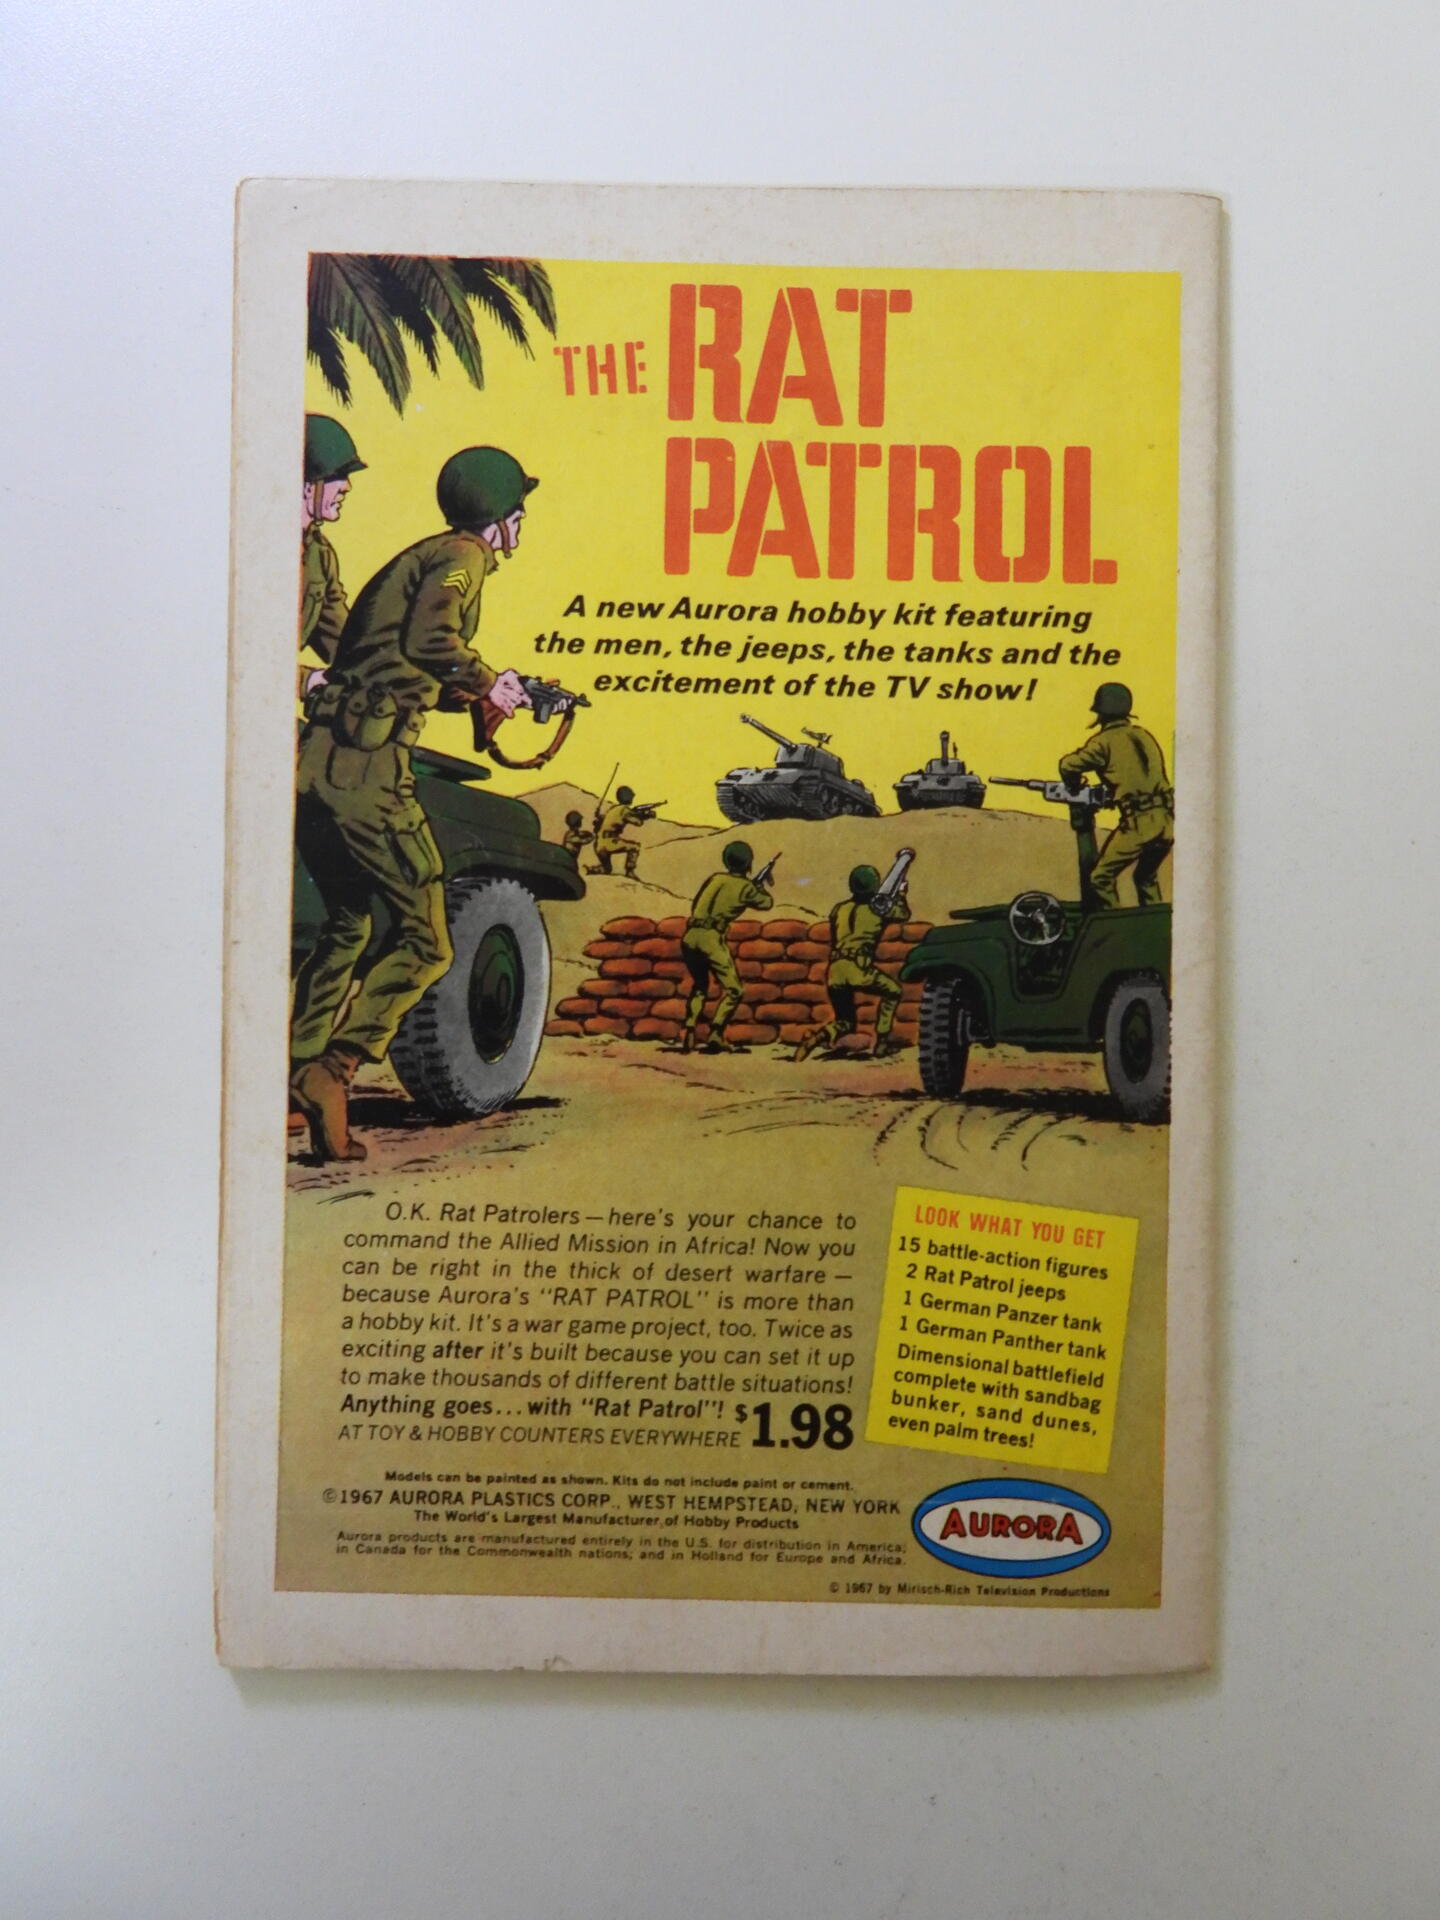 THE RAT
PATROL
A new Aurora hobby kit featuring
the men, the jeeps, the tanks and the
excitement of the TV show!
O.K. Rat Patrolers — here's your chance to
command the Allied Mission in Africa! Now you
can be right in the thick of desert warfare —
because Aurora's "RAT PATROL" is more than
a hobby kit. It's a war game project, too. Twice as
exciting after it's built because you can set it up
to make thousands of different battle situations!
Anything goes... with "Rat Patrol"! $1.98
AT TOY & HOBBY COUNTERS EVERYWHERE
LOOK WHAT YOU GET
15 battle-action figures
2 Rat Patrol jeeps
1 German Panzer tank
1 German Panther tank
Dimensional battlefield
complete with sandbag
bunker, sand dunes,
even palm trees!
Models can be painted as shown. Kits do not include paint or cement.
©1967 AURORA PLASTICS CORP., WEST HEMPSTEAD, NEW YORK
The World's Largest Manufacturer of Hobby Products
Aurora products are manufactured entirely in the U.S. for distribution in America;
in Canada for the Commonwealth nations; and in Holland for Europe and Africa.
AURORA
© 1967 by Mirisch-Rich Television Productions